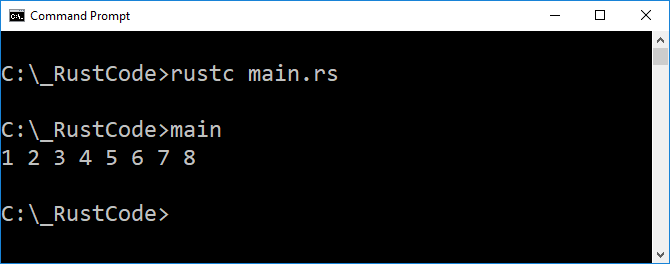 Command Prompt
C:\_RustCode>rustc main.rs
C:\_RustCode>main
1 2 3 4 5 6 7 8
C:\_RustCode>